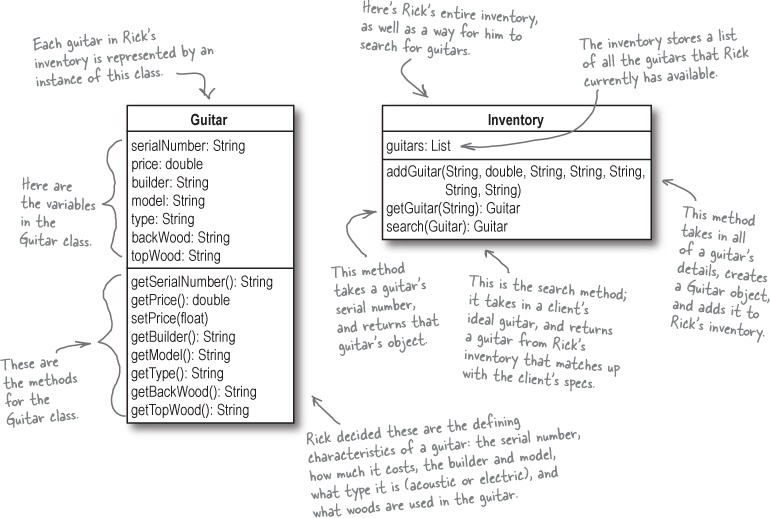 Each guitar in Rick's
inventory is represented by an
instance of this class.
Here's Rick's entire inventory,
as well as a way for him to
search for guitars.
The inventory stores a list
of all the guitars that Rick
currently has available.
Guitar
serialNumber: String
price: double
builder: String
model: String
type: String
backWood: String
topWood: String
getSerialNumber(): String
getPrice(): double
setPrice(float)
getBuilder(): String
getModel(): String
getType(): String
getBackWood(): String
getTopWood(): String
Here are
the variables
in the
Guitar class.
These are
the methods
for the
Guitar class.
Inventory
guitars: List
addGuitar(String, double, String, String, String,
String, String)
getGuitar(String): Guitar
search(Guitar): Guitar
This method
takes a guitar's
serial number,
and returns that
guitar's object.
This is the search method;
it takes in a client's
ideal guitar, and returns
a guitar from Rick's
inventory that matches up
with the client's specs.
This method
takes in all
of a guitar's
details, creates
a Guitar object,
and adds it to
Rick's inventory.
Rick decided these are the defining
characteristics of a guitar: the serial number,
how much it costs, the builder and model,
what type it is (acoustic or electric), and
what woods are used in the guitar.